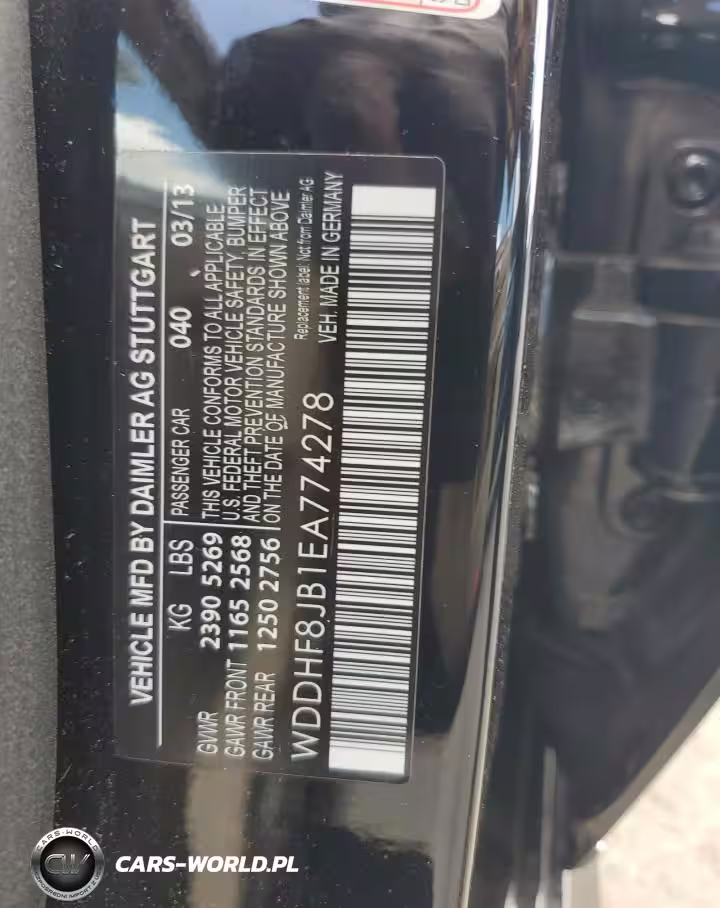 VEHICLE MFD BY DAIMLER AG STUTTGART
KG LBS PASSENGER CAR 040 03/13
GVWR 2390 5269 THIS VEHICLE CONFORMS TO ALL APPLICABLE
GAWR FRONT 1165 2568 U.S. FEDERAL MOTOR VEHICLE SAFETY, BUMPER
GAWR REAR 1250 2756 AND THEFT PREVENTION STANDARDS IN EFFECT
ON THE DATE OF MANUFACTURE SHOWN ABOVE
Replacement label: Not from Daimler AG
WDDHF8JB1EA774278 VEH. MADE IN GERMANY
CARS-WORLD
CW
CARS-WORLD.PL